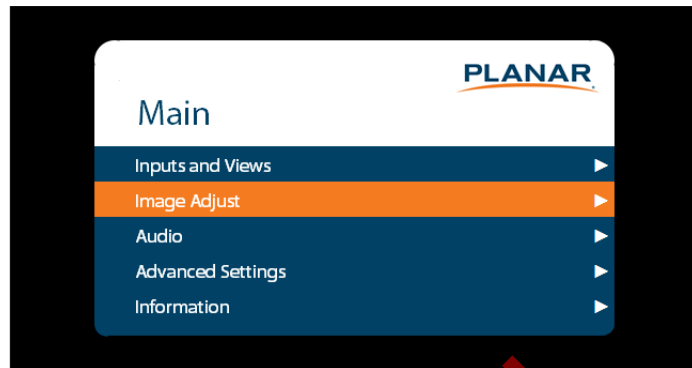 PLANAR
Main
Inputs and Views
Image Adjust
Audio
Advanced Settings
Information